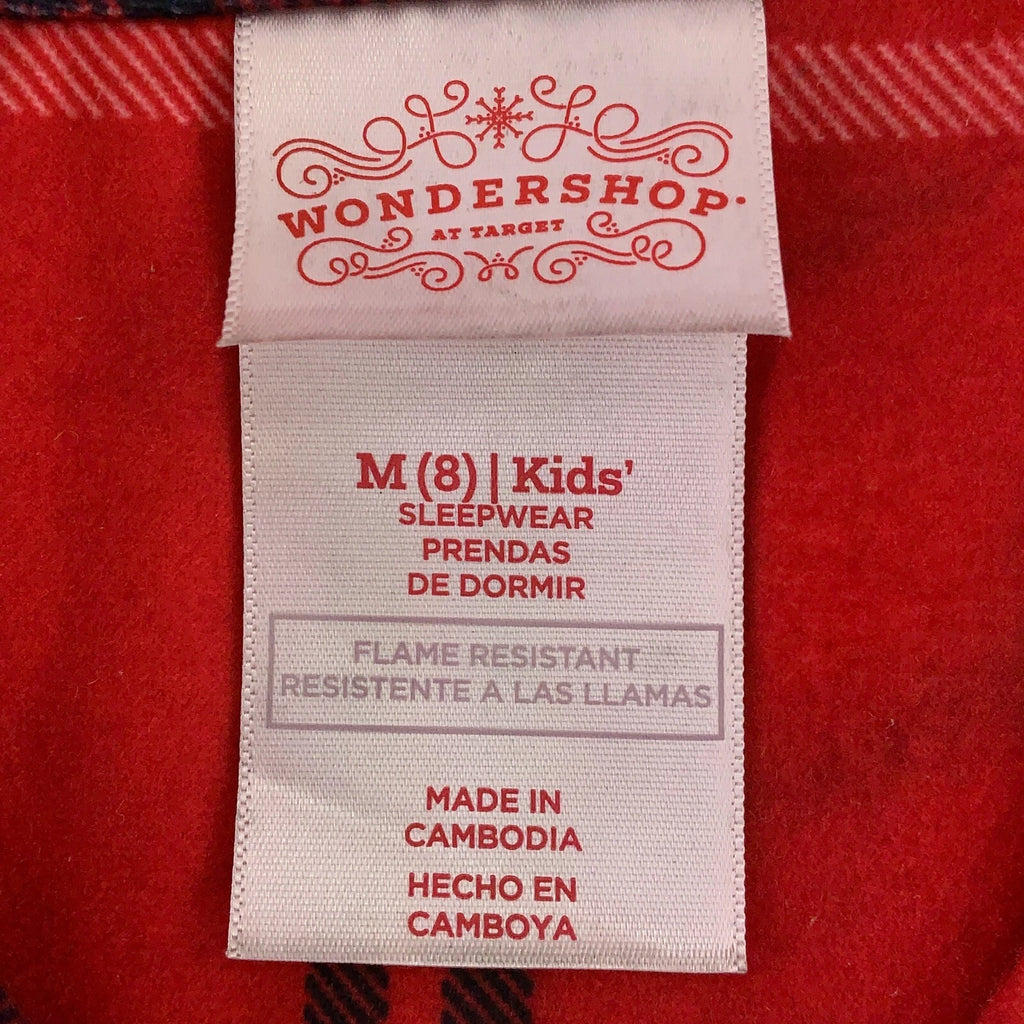 WONDERSHOP
AT TARGET
M (8) | Kids'
SLEEPWEAR
PRENDAS
DE DORMIR
FLAME RESISTANT
RESISTENTE A LAS LLAMAS
MADE IN
CAMBODIA
HECHO EN
CAMBOYA